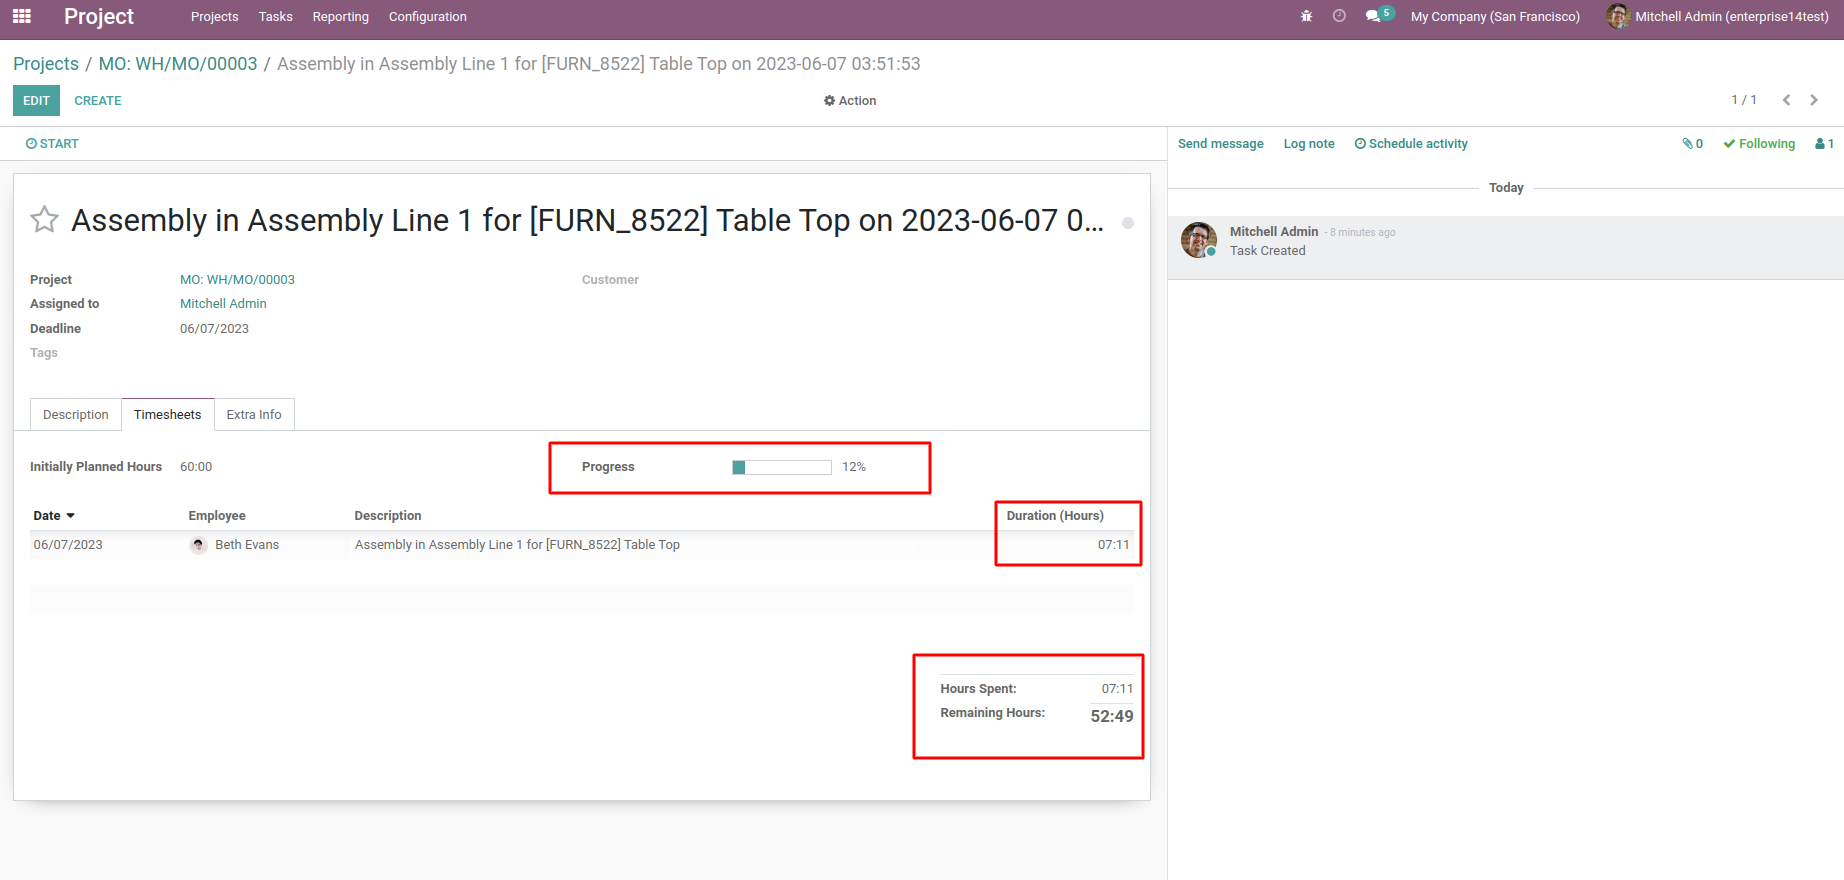 Project
Projects Tasks Reporting Configuration
5 My Company (San Francisco) Mitchell Admin (enterprise14test)
Projects / MO: WH/MO/00003 / Assembly in Assembly Line 1 for [FURN_8522] Table Top on 2023-06-07 03:51:53
EDIT CREATE
Action
1 / 1
START
Send message Log note Schedule activity
0 Following 1
Today
Mitchell Admin - 8 minutes ago
Task Created
Assembly in Assembly Line 1 for [FURN_8522] Table Top on 2023-06-07 0...
Project MO: WH/MO/00003
Customer
Assigned to Mitchell Admin
Deadline 06/07/2023
Tags
Description Timesheets Extra Info
Initially Planned Hours 60:00
Progress 12%
Date Employee Description Duration (Hours)
06/07/2023 Beth Evans Assembly in Assembly Line 1 for [FURN_8522] Table Top 07:11
Hours Spent: 07:11
Remaining Hours: 52:49